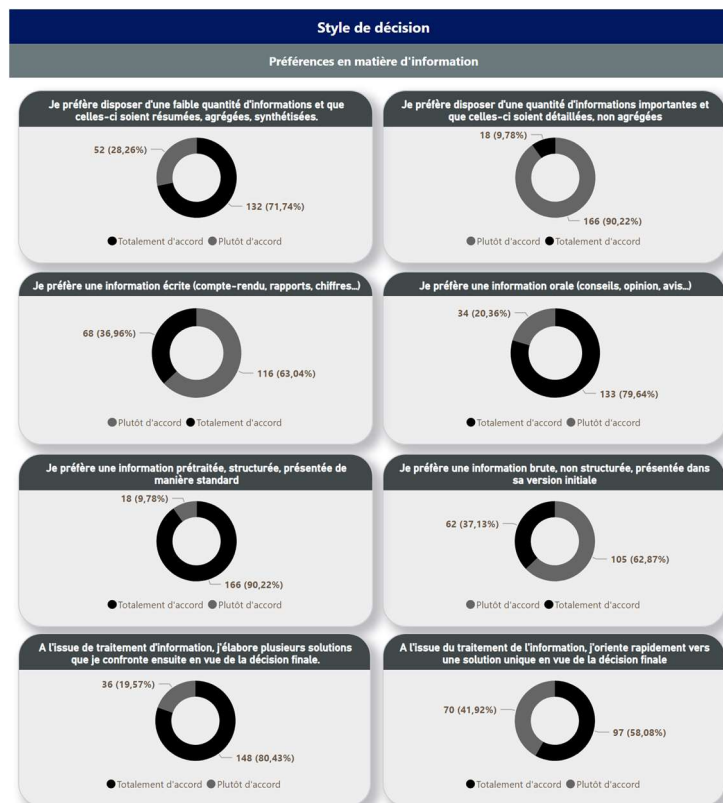 Style de décision
Préférences en matière d'information
Je préfère disposer d'une faible quantité d'informations et que
celles-ci soient résumées, agrégées, synthétisées.
52 (28,26%)
132 (71,74%)
Totalement d'accord Plutôt d'accord
Je préfère disposer d'une quantité d'informations importantes et
que celles-ci soient détaillées, non agrégées
18 (9,78%)
166 (90,22%)
Plutôt d'accord Totalement d'accord
Je préfère une information écrite (compte-rendu, rapports, chiffres...)
68 (36,96%)
116 (63,04%)
Plutôt d'accord Totalement d'accord
Je préfère une information orale (conseils, opinion, avis...)
34 (20,36%)
133 (79,64%)
Totalement d'accord Plutôt d'accord
Je préfère une information prétraitée, structurée, présentée de
manière standard
18 (9,78%)
166 (90,22%)
Totalement d'accord Plutôt d'accord
Je préfère une information brute, non structurée, présentée dans
sa version initiale
62 (37,13%)
105 (62,87%)
Plutôt d'accord Totalement d'accord
A l'issue de traitement d'information, j'élabore plusieurs solutions
que je confronte ensuite en vue de la décision finale.
36 (19,57%)
148 (80,43%)
Totalement d'accord Plutôt d'accord
A l'issue du traitement de l'information, j'oriente rapidement vers
une solution unique en vue de la décision finale
70 (41,92%)
97 (58,08%)
Totalement d'accord Plutôt d'accord